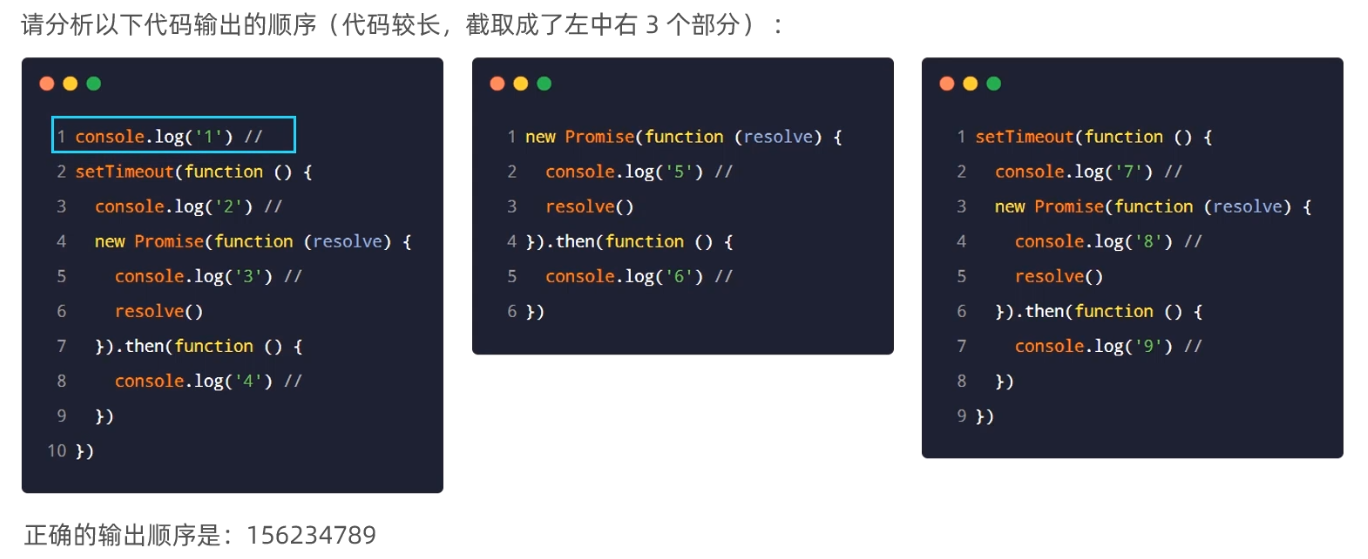 请分析以下代码输出的顺序（代码较长，截取成了左中右 3 个部分）：
1 console.log('1') //
2 setTimeout(function () {
3 console.log('2') //
4 new Promise(function (resolve) {
5 console.log('3') //
6 resolve()
7 }).then(function () {
8 console.log('4') //
9 })
10 })
1 new Promise(function (resolve) {
2 console.log('5') //
3 resolve()
4 }).then(function () {
5 console.log('6') //
6 })
1 setTimeout(function () {
2 console.log('7') //
3 new Promise(function (resolve) {
4 console.log('8') //
5 resolve()
6 }).then(function () {
7 console.log('9') //
8 })
9 })
正确的输出顺序是：156234789